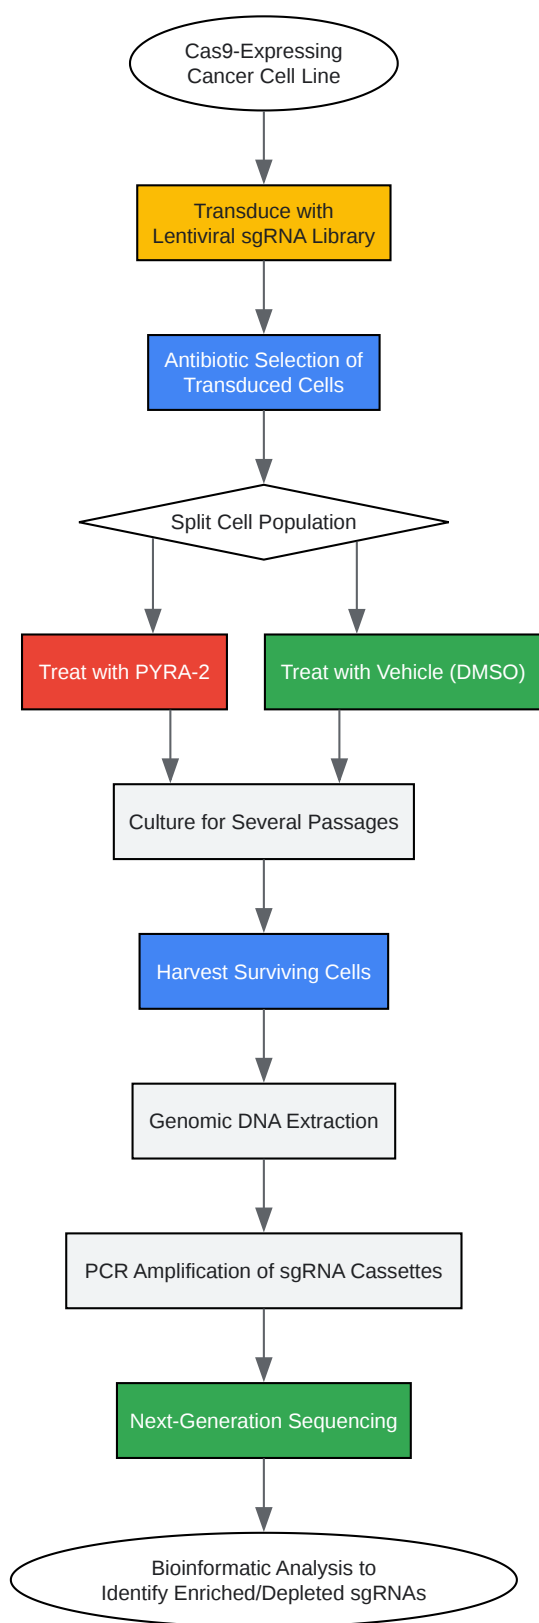 Cas9-Expressing
Cancer Cell Line
Transduce with
Lentiviral sgRNA Library
Antibiotic Selection of
Transduced Cells
Split Cell Population
Treat with PYRA-2
Treat with Vehicle (DMSO)
Culture for Several Passages
Harvest Surviving Cells
Genomic DNA Extraction
PCR Amplification of sgRNA Cassettes
Next-Generation Sequencing
Bioinformatic Analysis to
Identify Enriched/Depleted sgRNAs